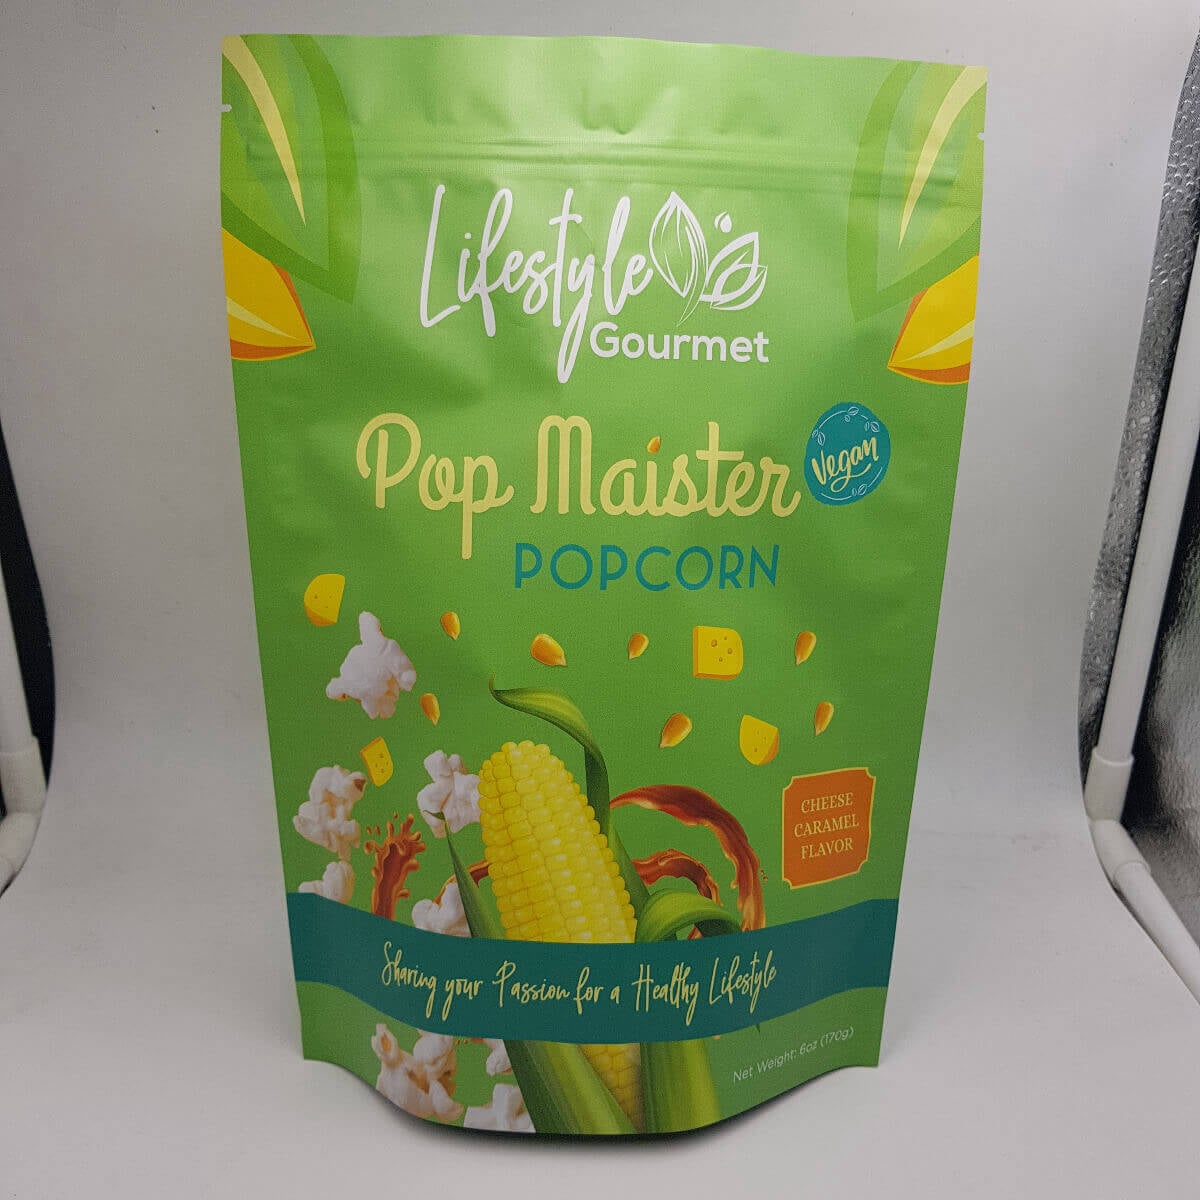 Lifestyle
Gourmet
Pop Maister
Vegan
POPCORN
CHEESE
CARAMEL
FLAVOR
Sharing your Passion for a Healthy Lifestyle
Net Weight: 6oz (170g)